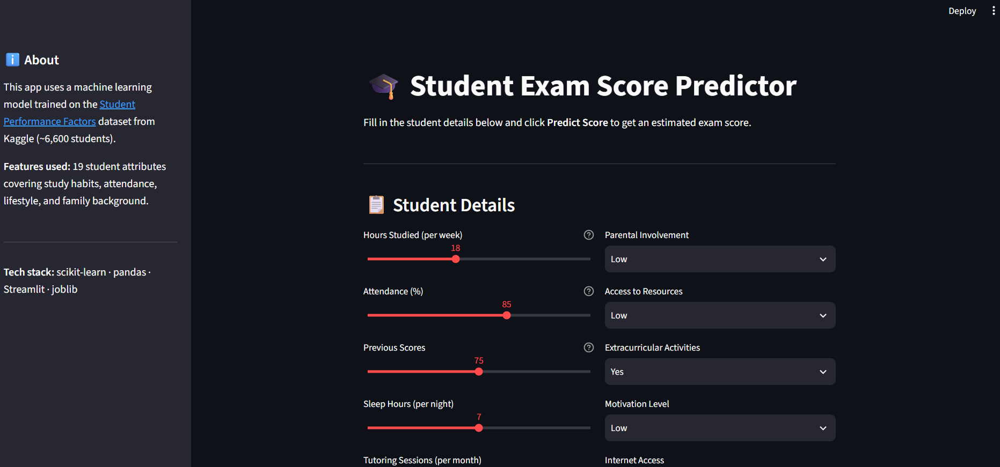 Deploy
About
This app uses a machine learning
model trained on the Student
Performance Factors dataset from
Kaggle (~6,600 students).
Features used: 19 student attributes
covering study habits, attendance,
lifestyle, and family background.
Tech stack: scikit-learn · pandas ·
Streamlit · joblib
Student Exam Score Predictor
Fill in the student details below and click Predict Score to get an estimated exam score.
Student Details
Hours Studied (per week)
18
Attendance (%)
85
Previous Scores
75
Sleep Hours (per night)
7
Tutoring Sessions (per month)
Parental Involvement
Low
Access to Resources
Low
Extracurricular Activities
Yes
Motivation Level
Low
Internet Access